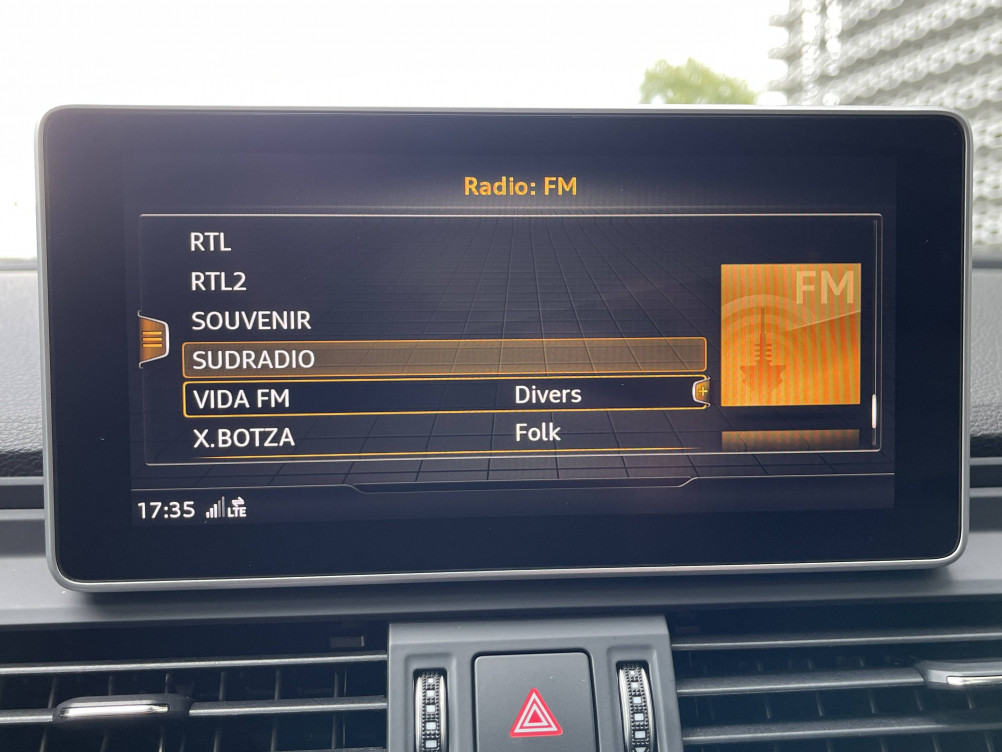 Radio: FM
RTL
RTL2
SOUVENIR
SUDRADIO
VIDA FM Divers
X.BOTZA Folk
FM
17:35 LTE